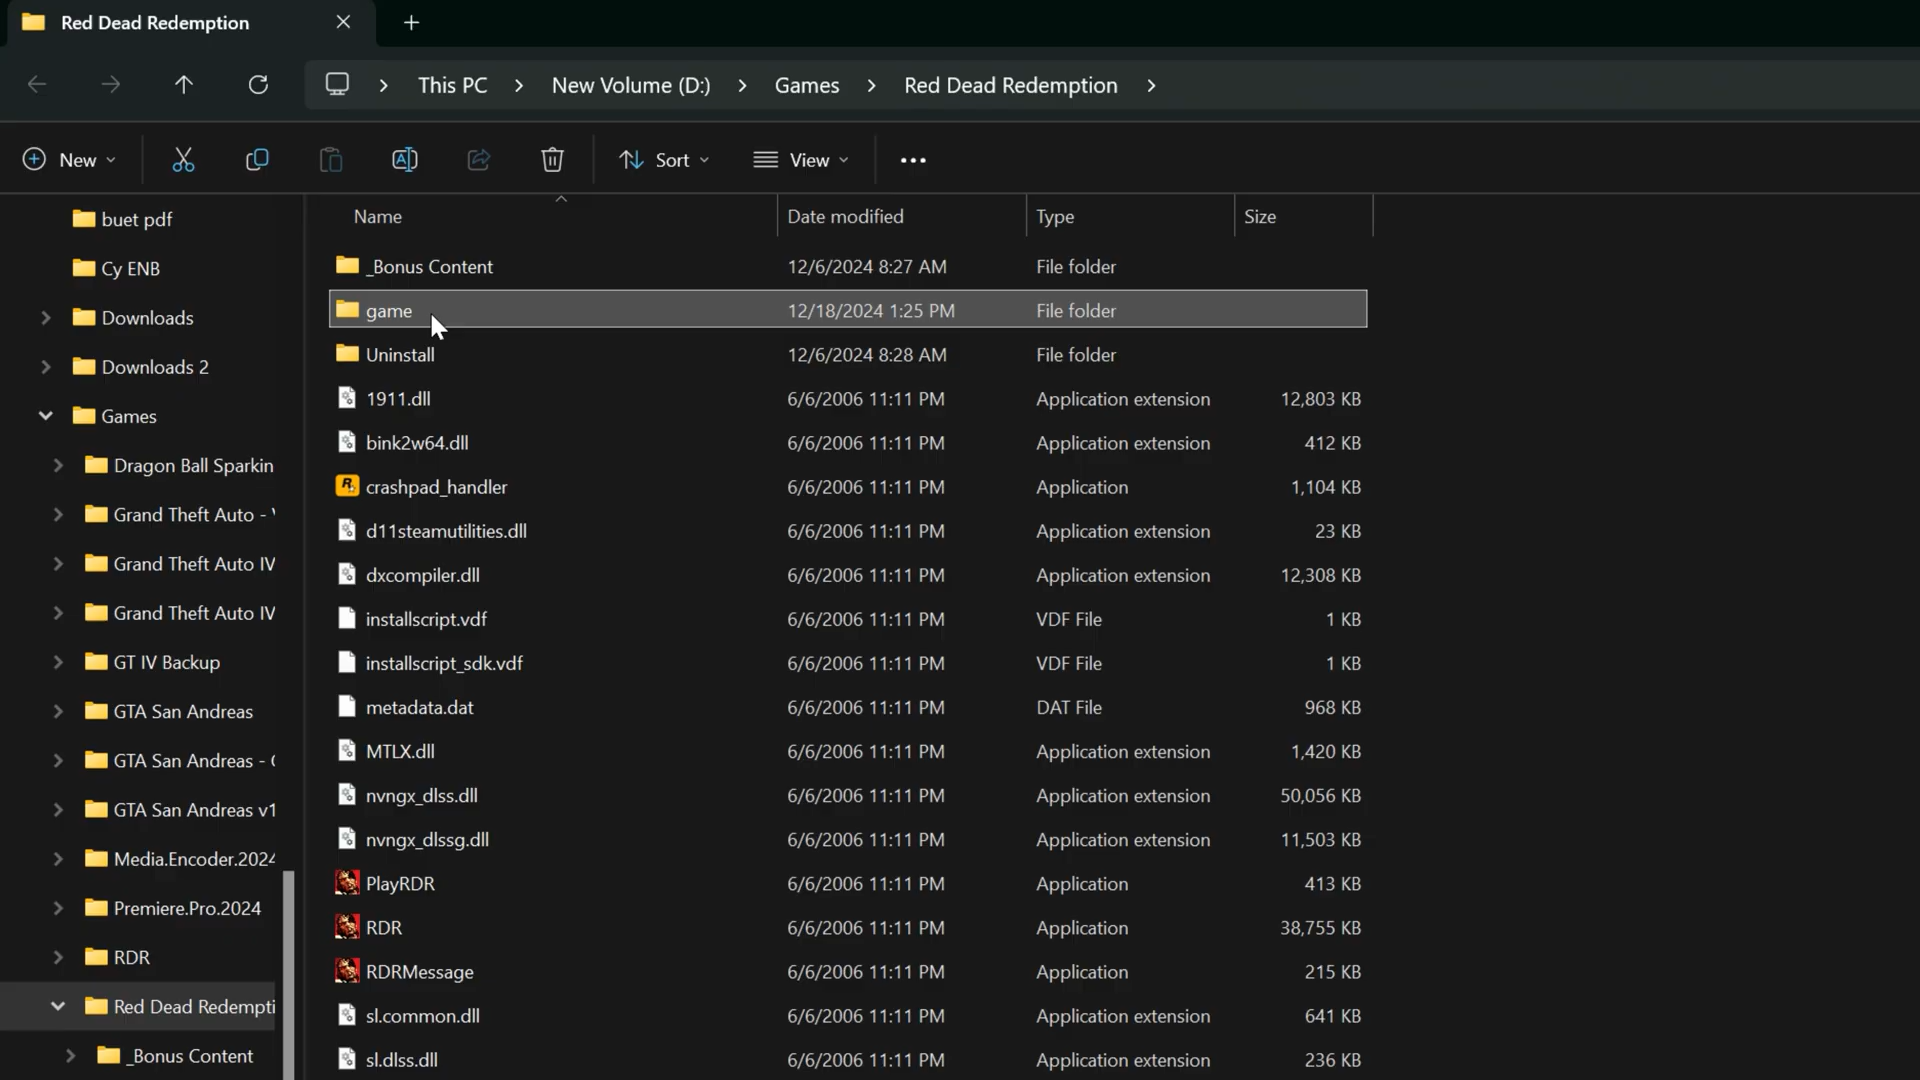 Red Dead Redemption
This PC > New Volume (D:) > Games > Red Dead Redemption >
New Sort View
Name Date modified Type Size
buet pdf
Cy ENB
Downloads
Downloads 2
Games
Dragon Ball Sparkin
Grand Theft Auto -
Grand Theft Auto IV
Grand Theft Auto IV
GT IV Backup
GTA San Andreas
GTA San Andreas - 
GTA San Andreas v1
Media.Encoder.2024
Premiere.Pro.2024
RDR
Red Dead Redempti
_Bonus Content
_Bonus Content 12/6/2024 8:27 AM File folder
game 12/18/2024 1:25 PM File folder
Uninstall 12/6/2024 8:28 AM File folder
1911.dll 6/6/2006 11:11 PM Application extension 12,803 KB
bink2w64.dll 6/6/2006 11:11 PM Application extension 412 KB
crashpad_handler 6/6/2006 11:11 PM Application 1,104 KB
d11steamutilities.dll 6/6/2006 11:11 PM Application extension 23 KB
dxcompiler.dll 6/6/2006 11:11 PM Application extension 12,308 KB
installscript.vdf 6/6/2006 11:11 PM VDF File 1 KB
installscript_sdk.vdf 6/6/2006 11:11 PM VDF File 1 KB
metadata.dat 6/6/2006 11:11 PM DAT File 968 KB
MTLX.dll 6/6/2006 11:11 PM Application extension 1,420 KB
nvngx_dlss.dll 6/6/2006 11:11 PM Application extension 50,056 KB
nvngx_dlssg.dll 6/6/2006 11:11 PM Application extension 11,503 KB
PlayRDR 6/6/2006 11:11 PM Application 413 KB
RDR 6/6/2006 11:11 PM Application 38,755 KB
RDRMessage 6/6/2006 11:11 PM Application 215 KB
sl.common.dll 6/6/2006 11:11 PM Application extension 641 KB
sl.dlss.dll 6/6/2006 11:11 PM Application extension 236 KB